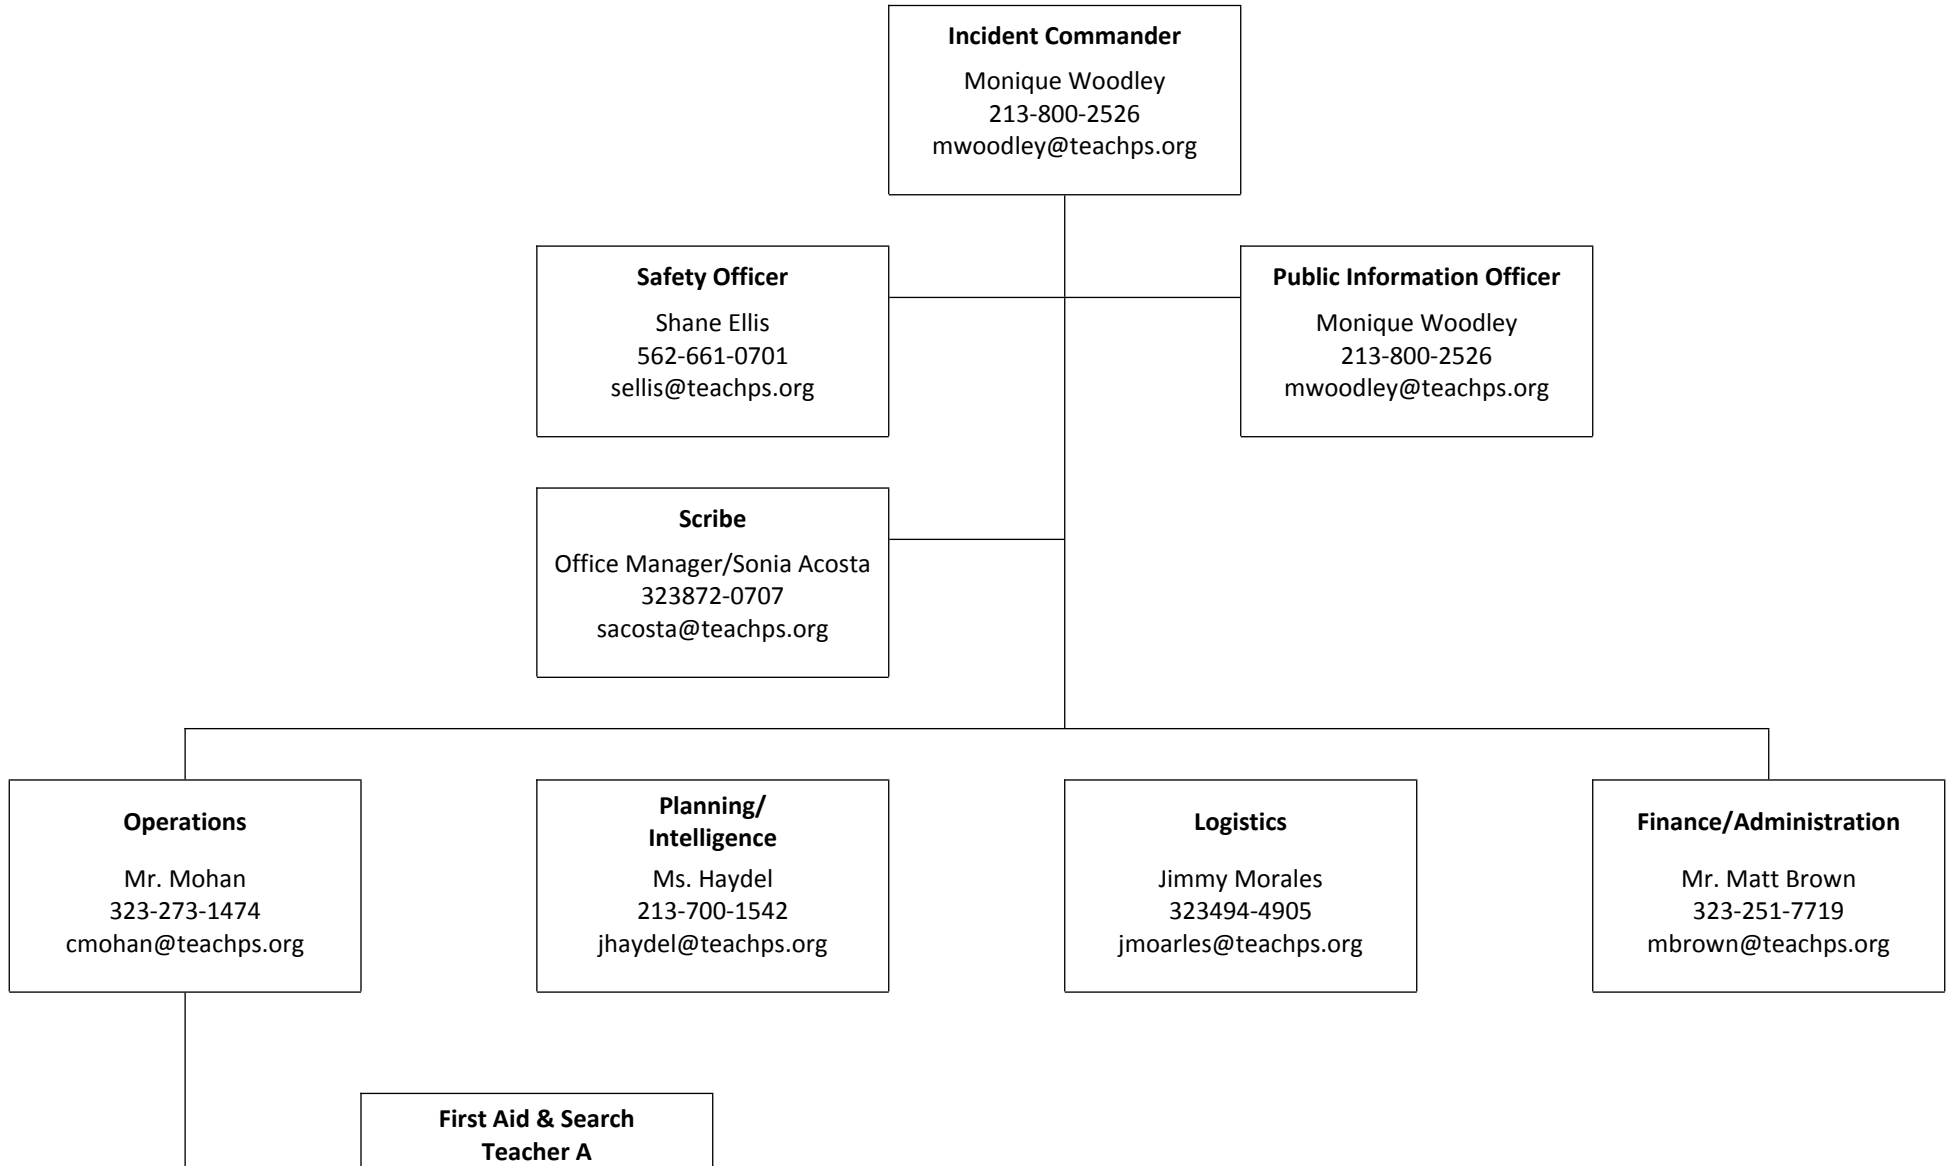 Incident Commander
Monique Woodley
213-800-2526
mwoodley@teachps.org
Safety Officer
Shane Ellis
562-661-0701
sellis@teachps.org
Public Information Officer
Monique Woodley
213-800-2526
mwoodley@teachps.org
Scribe
Office Manager/Sonia Acosta
323872-0707
sacosta@teachps.org
Operations
Mr. Mohan
323-273-1474
cmohan@teachps.org
Planning/
Intelligence
Ms. Haydel
213-700-1542
jhaydel@teachps.org
Logistics
Jimmy Morales
323494-4905
jmoarles@teachps.org
Finance/Administration
Mr. Matt Brown
323-251-7719
mbrown@teachps.org
First Aid & Search
Teacher A